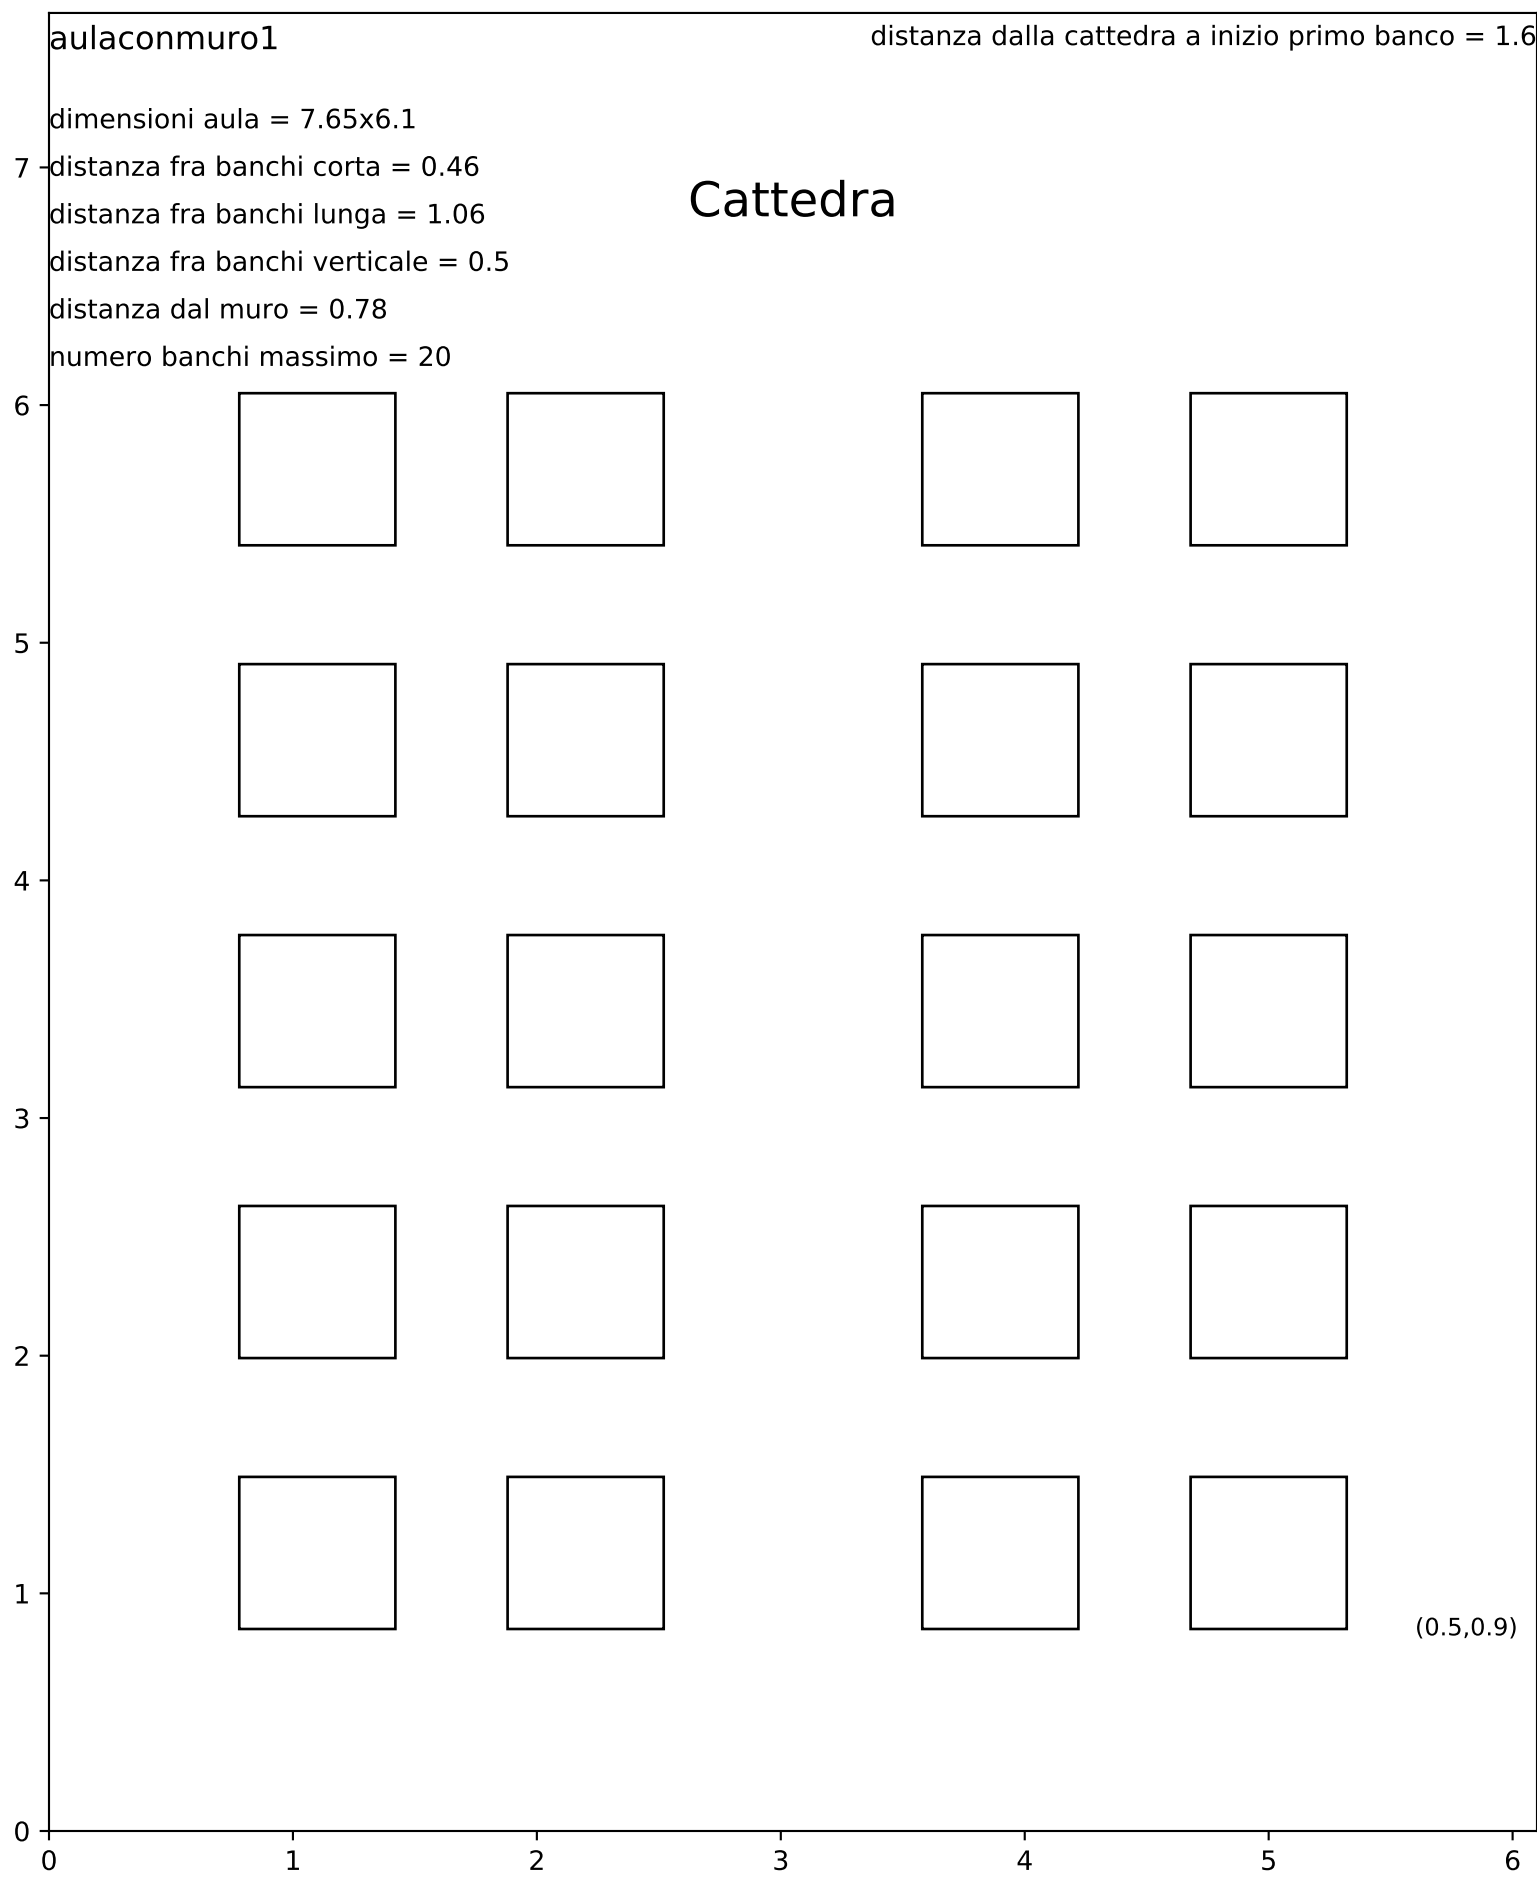 aulaconmuro1
distanza dalla cattedra a inizio primo banco = 1.6
dimensioni aula = 7.65x6.1
distanza fra banchi corta = 0.46
distanza fra banchi lunga = 1.06
distanza fra banchi verticale = 0.5
distanza dal muro = 0.78
numero banchi massimo = 20
Cattedra
7
6
5
4
3
2
1
0
(0.5,0.9)
0 1 2 3 4 5 6